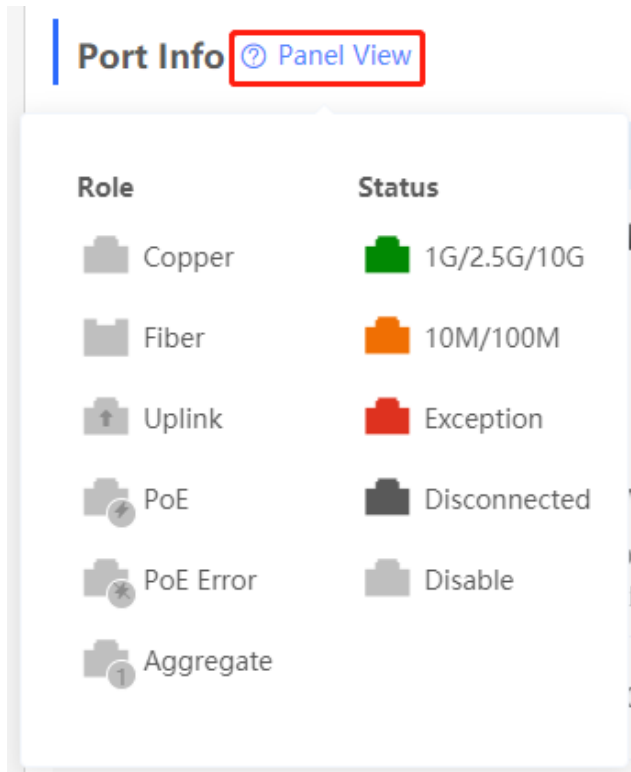 Port Info Panel View
Role Status
Copper 1G/2.5G/10G
Fiber 10M/100M
Uplink Exception
PoE Disconnected
PoE Error Disable
1 Aggregate